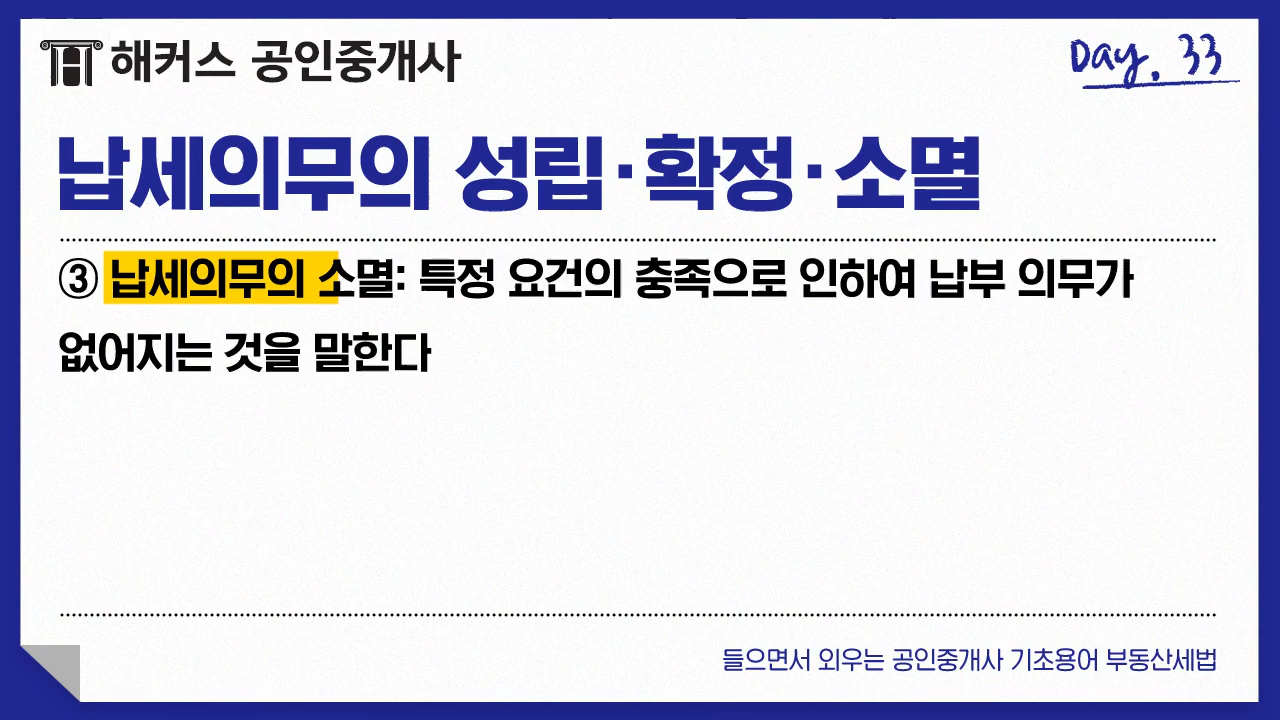 해커스 공인중개사
Day. 33
납세의무의 성립·확정·소멸
③ 납세의무의 소멸: 특정 요건의 충족으로 인하여 납부 의무가
없어지는 것을 말한다
들으면서 외우는 공인중개사 기초용어 부동산세법